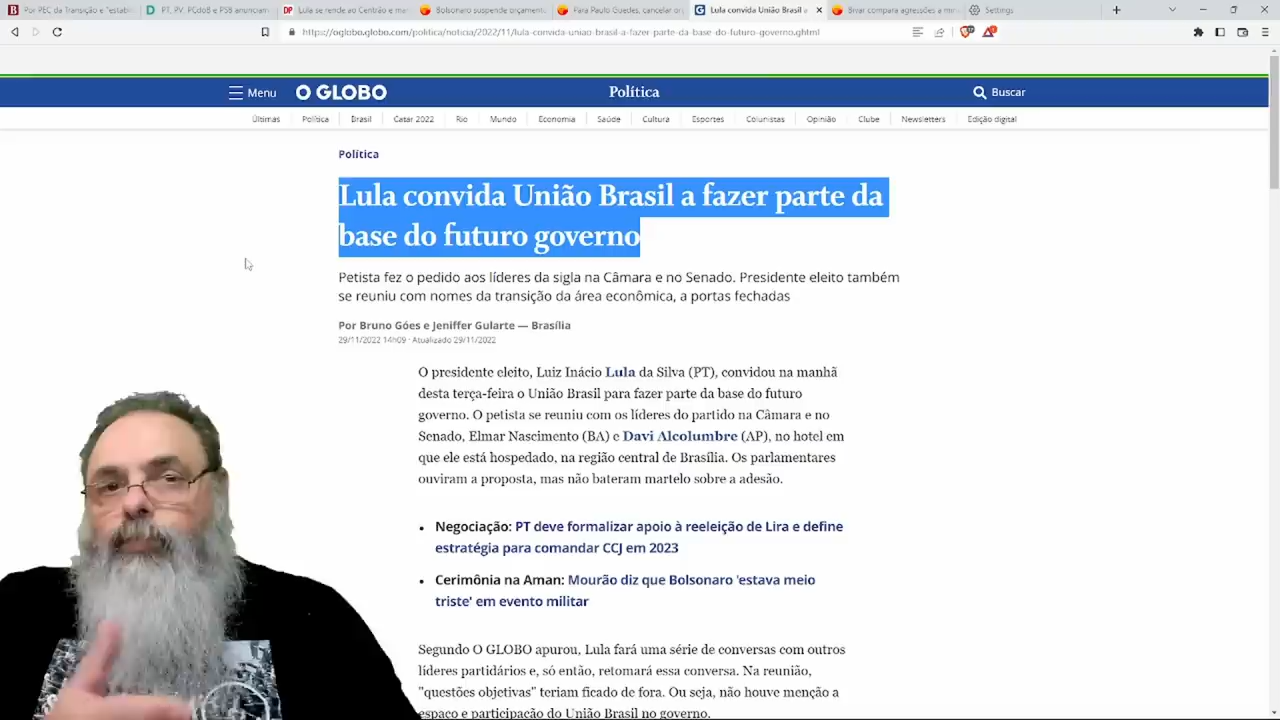 Por PEC da Transição e "estabi
PT, PV, PCdoB e PSB anunciam
Lula se rende ao Centrão e mar
Bolsonaro suspende orçamento
Para Paulo Guedes, cancelar or
Lula convida União Brasil a
Bivar compara agressões a mi
Settings
https://oglobo.globo.com/politica/noticia/2022/11/lula-convida-uniao-brasil-a-fazer-parte-da-base-do-futuro-governo.ghtml
Menu O GLOBO Política Buscar
Últimas Política Brasil Catar 2022 Rio Mundo Economia Saúde Cultura Esportes Colunistas Opinião Clube Newsletters Edição digital
Política
Lula convida União Brasil a fazer parte da
base do futuro governo
Petista fez o pedido aos líderes da sigla na Câmara e no Senado. Presidente eleito também
se reuniu com nomes da transição da área econômica, a portas fechadas
Por Bruno Góes e Jeniffer Gularte — Brasília
29/11/2022 14h09 · Atualizado 29/11/2022
O presidente eleito, Luiz Inácio Lula da Silva (PT), convidou na manhã
desta terça-feira o União Brasil para fazer parte da base do futuro
governo. O petista se reuniu com os líderes do partido na Câmara e no
Senado, Elmar Nascimento (BA) e Davi Alcolumbre (AP), no hotel em
que ele está hospedado, na região central de Brasília. Os parlamentares
ouviram a proposta, mas não bateram martelo sobre a adesão.
• Negociação: PT deve formalizar apoio à reeleição de Lira e define
estratégia para comandar CCJ em 2023
• Cerimônia na Aman: Mourão diz que Bolsonaro 'estava meio
triste' em evento militar
Segundo O GLOBO apurou, Lula fará uma série de conversas com outros
líderes partidários e, só então, retomará essa conversa. Na reunião,
"questões objetivas" teriam ficado de fora. Ou seja, não houve menção a
espaço e participação do União Brasil no governo.